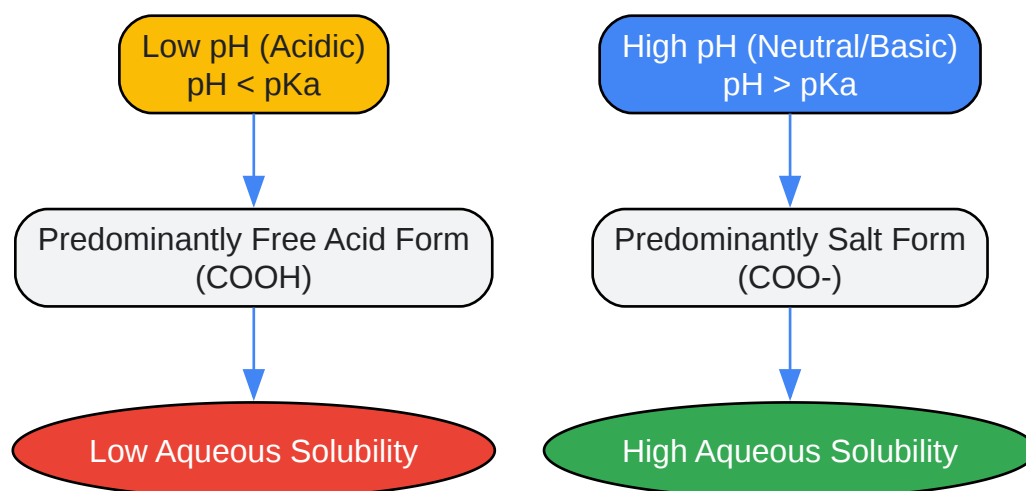 Low pH (Acidic)
pH < pKa
High pH (Neutral/Basic)
pH > pKa
Predominantly Free Acid Form
(COOH)
Predominantly Salt Form
(COO-)
Low Aqueous Solubility
High Aqueous Solubility